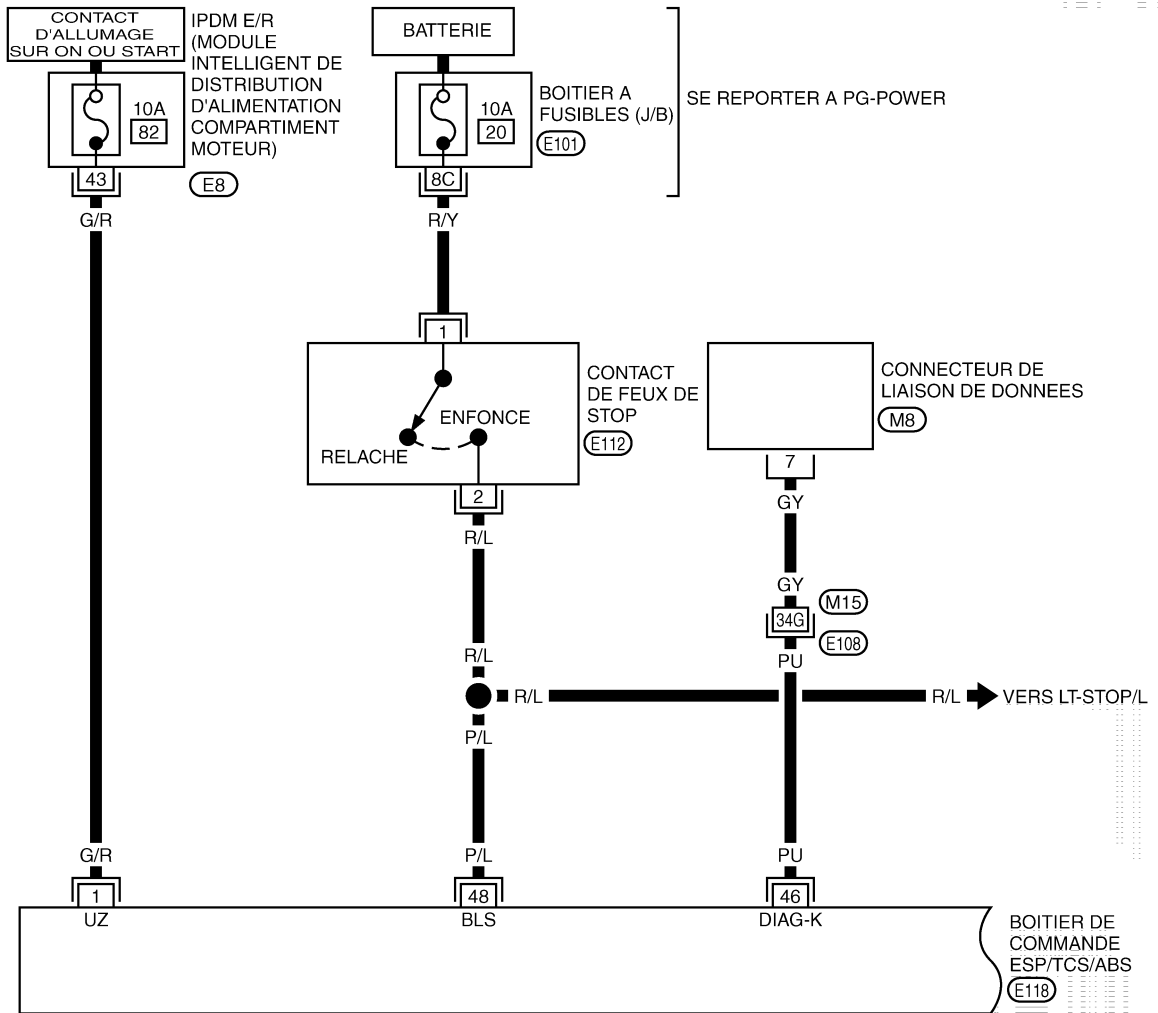 CONTACT
D'ALLUMAGE
SUR ON OU START
IPDM E/R
(MODULE
INTELLIGENT DE
DISTRIBUTION
D'ALIMENTATION
COMPARTIMENT
MOTEUR)
E8
10A
82
43
G/R
BATTERIE
10A
20
8C
R/Y
BOITIER A
FUSIBLES (J/B)
E101
SE REPORTER A PG-POWER
1
ENFONCE
RELACHE
CONTACT
DE FEUX DE
STOP
E112
2
R/L
CONNECTEUR DE
LIAISON DE DONNEES
M8
7
GY
GY
M15
34G
E108
PU
R/L
R/L
R/L
VERS LT-STOP/L
P/L
G/R
P/L
PU
1
48
46
UZ
BLS
DIAG-K
BOITIER DE
COMMANDE
ESP/TCS/ABS
E118